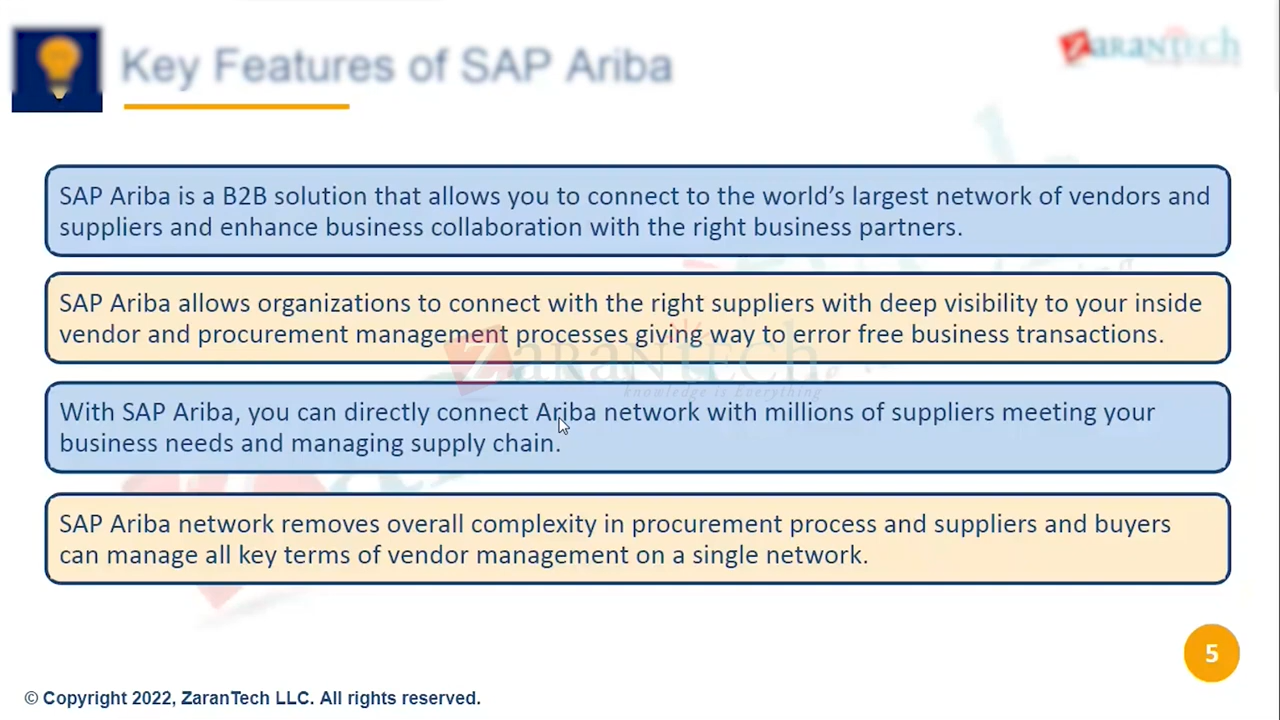 Key Features of SAP Ariba
ZaranTech
SAP Ariba is a B2B solution that allows you to connect to the world's largest network of vendors and
suppliers and enhance business collaboration with the right business partners.
SAP Ariba allows organizations to connect with the right suppliers with deep visibility to your inside
vendor and procurement management processes giving way to error free business transactions.
ZaranTech
Knowledge is Everything
With SAP Ariba, you can directly connect Ariba network with millions of suppliers meeting your
business needs and managing supply chain.
SAP Ariba network removes overall complexity in procurement process and suppliers and buyers
can manage all key terms of vendor management on a single network.
5
© Copyright 2022, ZaranTech LLC. All rights reserved.